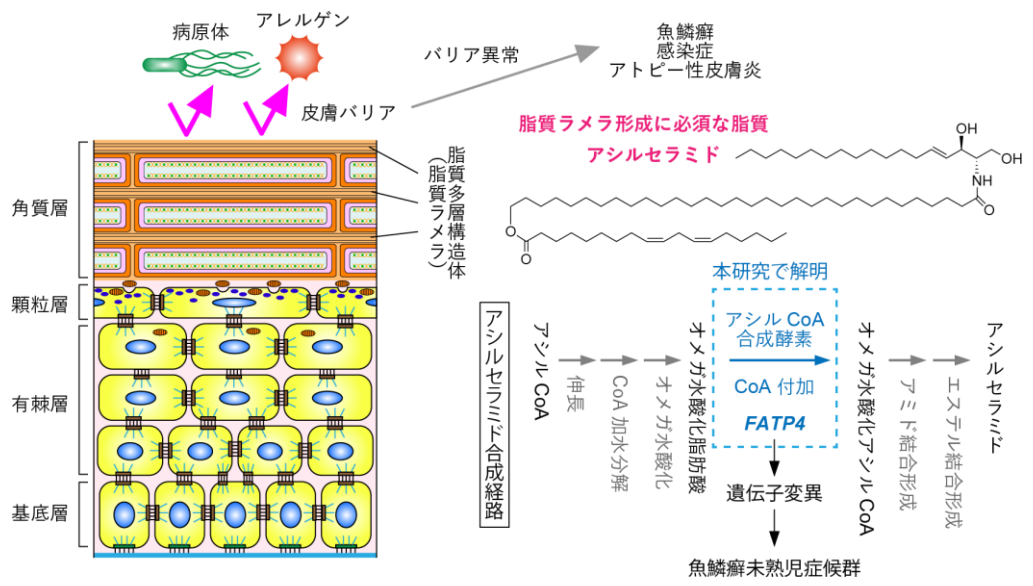 病原体
アレルゲン
皮膚バリア
バリア異常
魚鱗癬
感染症
アトピー性皮膚炎
角質層
顆粒層
有棘層
基底層
脂質多層構造体
(脂質ラメラ)
脂質ラメラ形成に必須な脂質
アシルセラミド
OH
OH
NH
O
O
O
本研究で解明
アシルセラミド合成経路
アシル CoA
伸長
CoA 加水分解
オメガ水酸化
オメガ水酸化脂肪酸
アシル CoA
合成酵素
CoA 付加
FATP4
オメガ水酸化アシル CoA
アミド結合形成
エステル結合形成
アシルセラミバム
遺伝子変異
魚鱗癬未熟児症候群